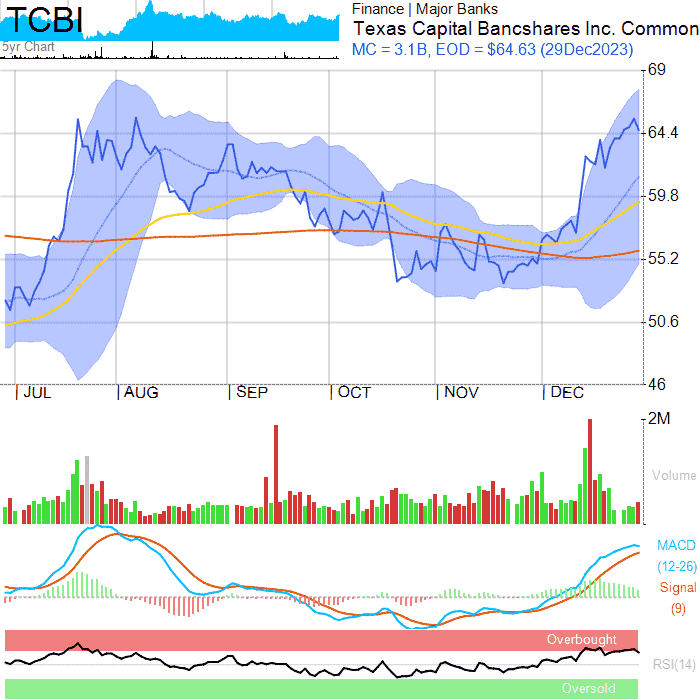 TCBI
5yr Chart
Finance | Major Banks
Texas Capital Bancshares Inc. Common
MC = 3.1B, EOD = $64.63 (29Dec2023)
69
64.4
59.8
55.2
50.6
46
JUL
AUG
SEP
OCT
NOV
DEC
2M
Volume
MACD
(12-26)
Signal
(9)
Overbought
RSI(14)
Oversold